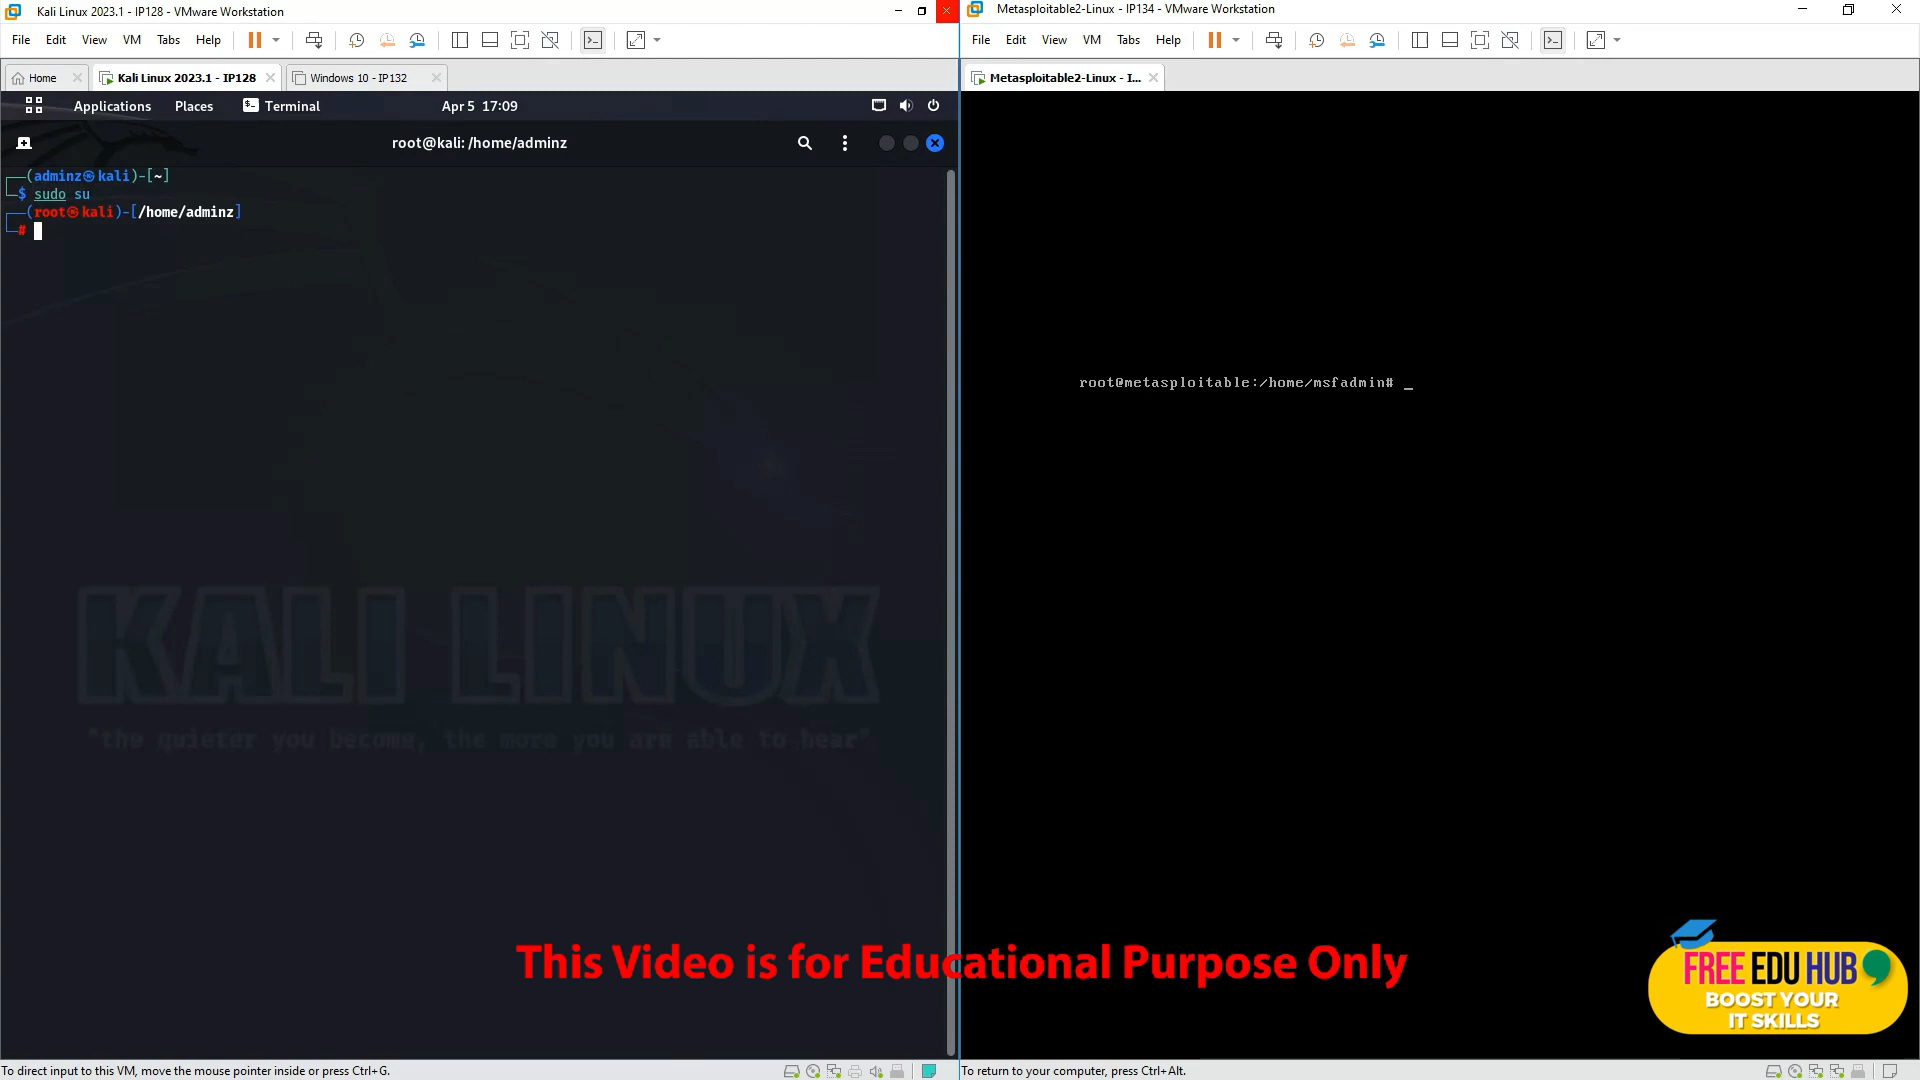 Kali Linux 2023.1 - IP128 - VMware Workstation
File Edit View VM Tabs Help
Home Kali Linux 2023.1 - IP128 Windows 10 - IP132
Applications Places Terminal Apr 5 17:09
root@kali: /home/adminz
(adminz㉿kali)-[~]
$ sudo su
(root㉿kali)-[/home/adminz]
#
KALI LINUX
"the quieter you become, the more you are able to hear"
To direct input to this VM, move the mouse pointer inside or press Ctrl+G.
Metasploitable2-Linux - IP134 - VMware Workstation
File Edit View VM Tabs Help
Metasploitable2-Linux - I...
root@metasploitable:/home/msfadmin# _
This Video is for Educational Purpose Only
FREE EDU HUB
BOOST YOUR
IT SKILLS
To return to your computer, press Ctrl+Alt.